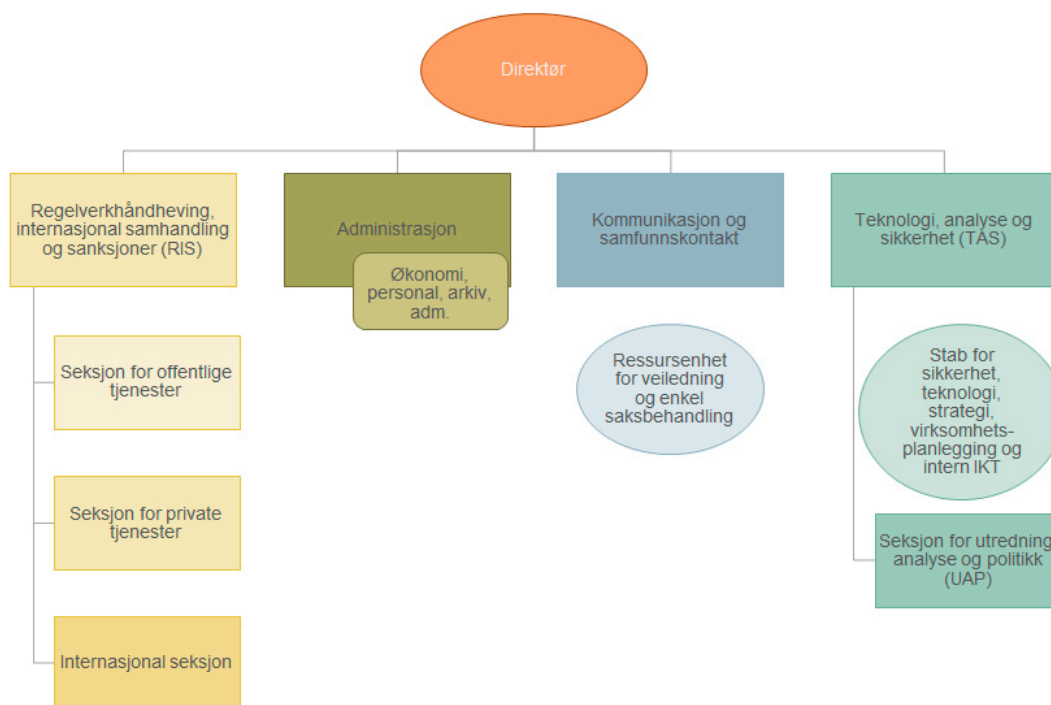 Direktør
Regelverkhåndheving,
internasjonal samhandling
og sanksjoner (RIS)
Seksjon for offentlige
tjenester
Seksjon for private
tjenester
Internasjonal seksjon
Administrasjon
Økonomi,
personal, arkiv,
adm.
Kommunikasjon og
samfunnskontakt
Ressursenhet
for veiledning
og enkel
saksbehandling
Teknologi, analyse og
sikkerhet (TAS)
Stab for
sikkerhet,
teknologi,
strategi,
virksomhets-
planlegging og
intern IKT
Seksjon for utredning,
analyse og politikk
(UAP)